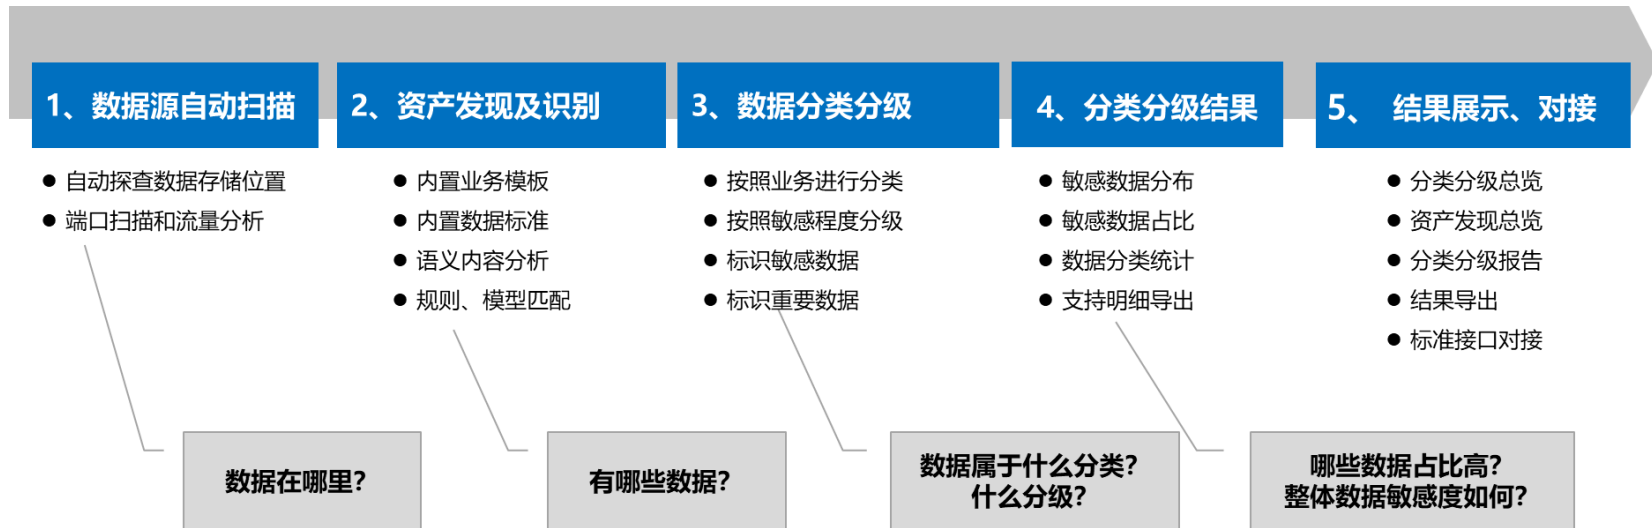 1、数据源自动扫描
● 自动探查数据存储位置
● 端口扫描和流量分析
数据在哪里？
2、资产发现及识别
● 内置业务模板
● 内置数据标准
● 语义内容分析
● 规则、模型匹配
有哪些数据？
3、数据分类分级
● 按照业务进行分类
● 按照敏感程度分级
● 标识敏感数据
● 标识重要数据
数据属于什么分类？
什么分级？
4、分类分级结果
● 敏感数据分布
● 敏感数据占比
● 数据分类统计
● 支持明细导出
哪些数据占比高？
整体数据敏感度如何？
5、 结果展示、对接
● 分类分级总览
● 资产发现总览
● 分类分级报告
● 结果导出
● 标准接口对接